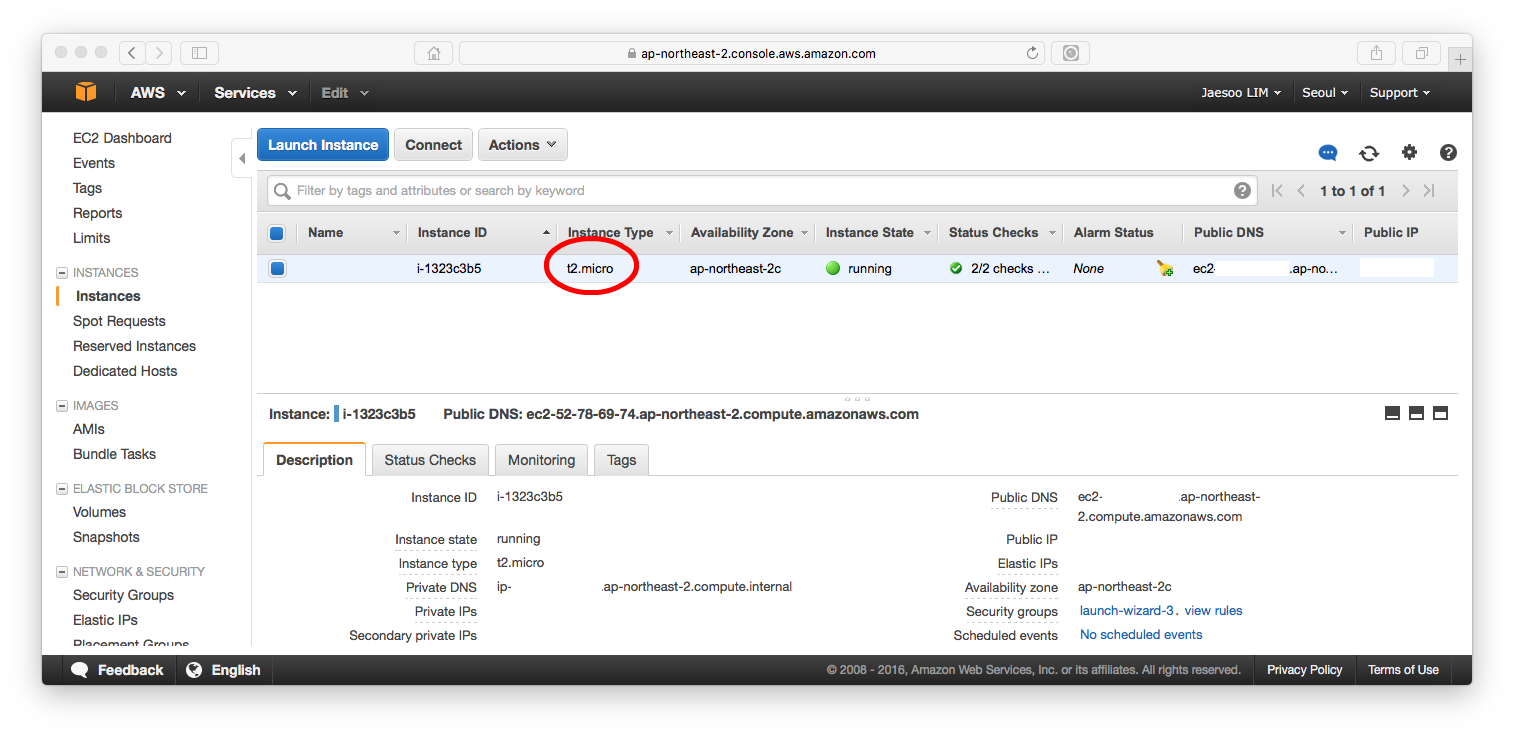 ap-northeast-2.console.aws.amazon.com
AWS Services Edit Jaesoo LIM Seoul Support
EC2 Dashboard
Events
Tags
Reports
Limits
INSTANCES
Instances
Spot Requests
Reserved Instances
Dedicated Hosts
IMAGES
AMIs
Bundle Tasks
ELASTIC BLOCK STORE
Volumes
Snapshots
NETWORK & SECURITY
Security Groups
Elastic IPs
Placement Groups
Launch Instance Connect Actions
Filter by tags and attributes or search by keyword 1 to 1 of 1
Name Instance ID Instance Type Availability Zone Instance State Status Checks Alarm Status Public DNS Public IP
i-1323c3b5 t2.micro ap-northeast-2c running 2/2 checks ... None ec2- .ap-no...
Instance: i-1323c3b5 Public DNS: ec2-52-78-69-74.ap-northeast-2.compute.amazonaws.com
Description Status Checks Monitoring Tags
Instance ID i-1323c3b5
Instance state running
Instance type t2.micro
Private DNS ip- .ap-northeast-2.compute.internal
Private IPs
Secondary private IPs
Public DNS ec2- .ap-northeast-
2.compute.amazonaws.com
Public IP
Elastic IPs
Availability zone ap-northeast-2c
Security groups launch-wizard-3. view rules
Scheduled events No scheduled events
Feedback English © 2008 - 2016, Amazon Web Services, Inc. or its affiliates. All rights reserved. Privacy Policy Terms of Use